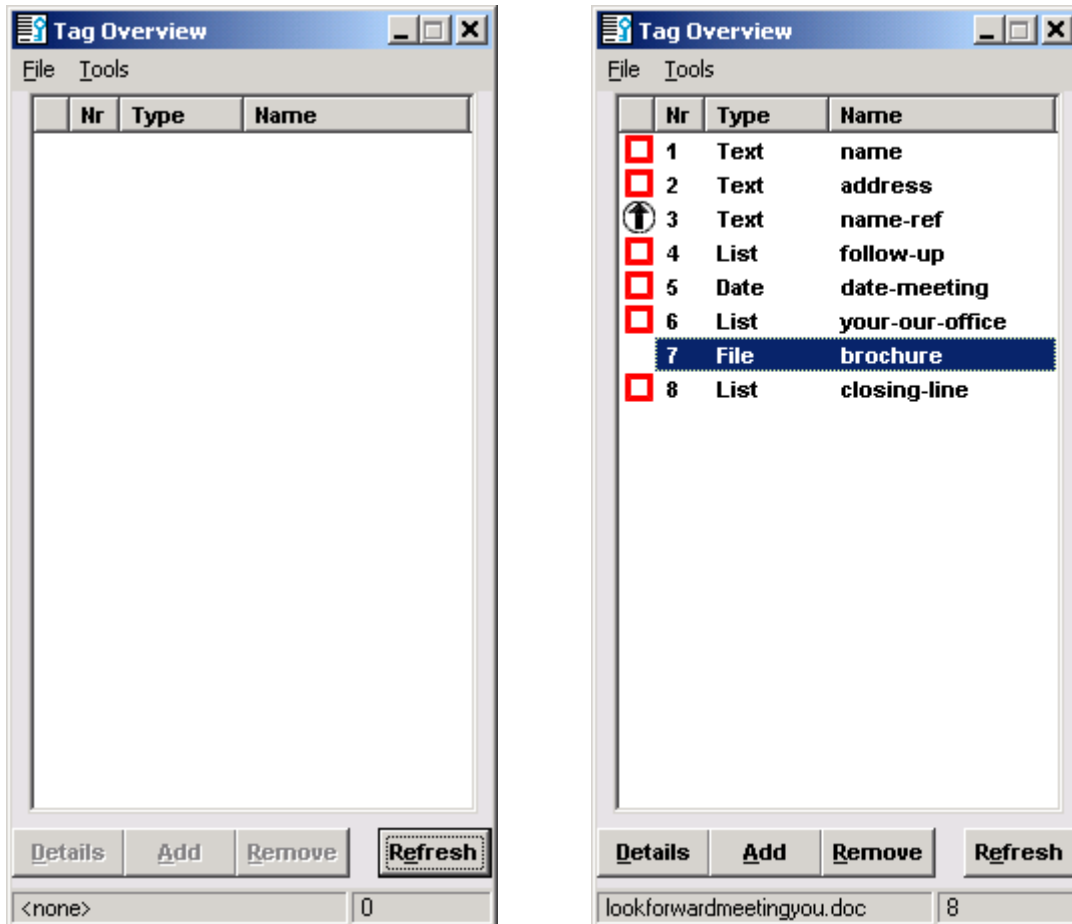 Tag Overview
File Tools
Nr Type Name
Details Add Remove Refresh
<none> 0
Tag Overview
File Tools
Nr Type Name
1 Text name
2 Text address
3 Text name-ref
4 List follow-up
5 Date date-meeting
6 List your-our-office
7 File brochure
8 List closing-line
Details Add Remove Refresh
lookforwardmeetingyou.doc 8